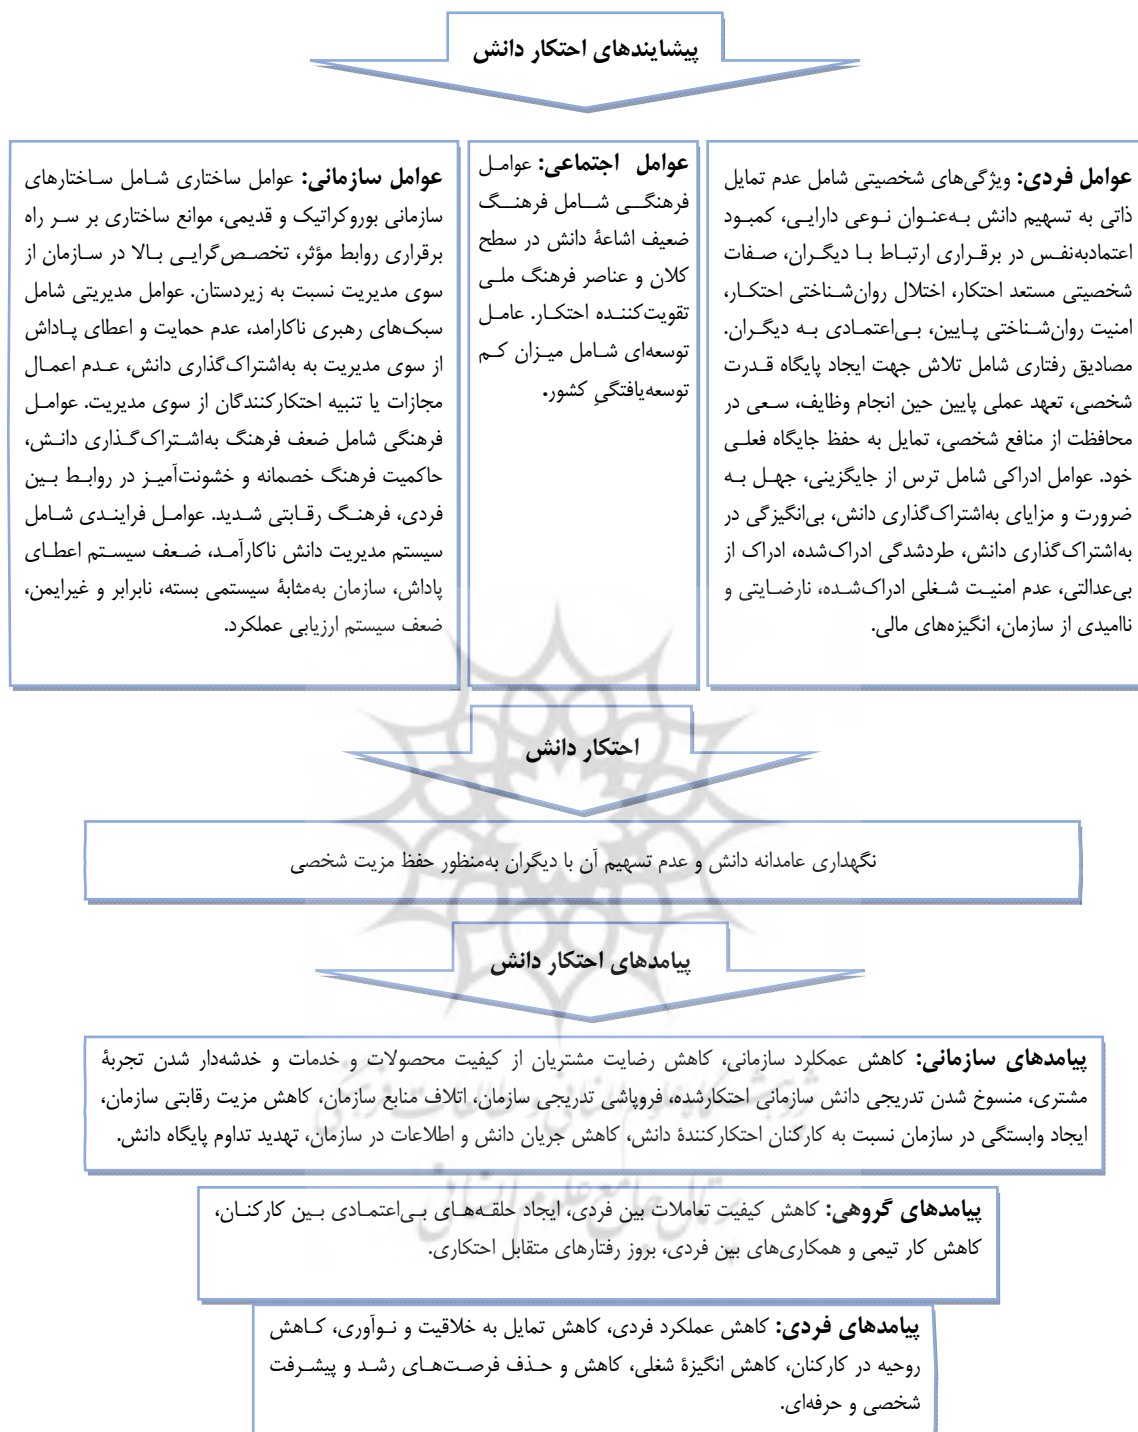 پیشایندهای احتکار دانش
عوامل فردی: ویژگی‌های شخصیتی شامل عدم تمایل
ذاتی به تسهیم دانش به‌عنوان نوعی دارایی، کمبود
اعتمادبه‌نفس در برقراری ارتباط با دیگران، صفات
شخصیتی مستعد احتکار، اختلال روان‌شناختی احتکار،
امنیت روان‌شناختی پایین، بی‌اعتمادی به دیگران.
مصادیق رفتاری شامل تلاش جهت ایجاد پایگاه قدرت
شخصی، تعهد عملی پایین حین انجام وظایف، سعی در
محافظت از منافع شخصی، تمایل به حفظ جایگاه فعلی
خود. عوامل ادراکی شامل ترس از جایگزینی، جهل به
ضرورت و مزایای به‌اشتراک‌گذاری دانش، بی‌انگیزگی در
به‌اشتراک‌گذاری دانش، طردشدگی ادراک‌شده، ادراک از
بی‌عدالتی، عدم امنیت شغلی ادراک‌شده، نارضایتی و
ناامیدی از سازمان، انگیزه‌های مالی.
عوامل اجتماعی: عوامل
فرهنگی شامل فرهنگ
ضعیف اشاعهٔ دانش در سطح
کلان و عناصر فرهنگ ملی
تقویت‌کننده احتکار. عامل
توسعه‌ای شامل میزان کم
توسعه‌یافتگیِ کشور.
عوامل سازمانی: عوامل ساختاری شامل ساختارهای
سازمانی بوروکراتیک و قدیمی، موانع ساختاری بر سر راه
برقراری روابط مؤثر، تخصص‌گرایی بالا در سازمان از
سوی مدیریت نسبت به زیردستان. عوامل مدیریتی شامل
سبک‌های رهبری ناکارامد، عدم حمایت و اعطای پاداش
از سوی مدیریت به به‌اشتراک‌گذاری دانش، عدم اعمال
مجازات یا تنبیه احتکارکنندگان از سوی مدیریت. عوامل
فرهنگی شامل ضعف فرهنگ به‌اشتراک‌گذاری دانش،
حاکمیت فرهنگ خصمانه و خشونت‌آمیز در روابط بین
فردی، فرهنگ رقابتی شدید. عوامل فرایندی شامل
سیستم مدیریت دانش ناکارآمد، ضعف سیستم اعطای
پاداش، سازمان به‌مثابهٔ سیستمی بسته، نابرابر و غیرایمن،
ضعف سیستم ارزیابی عملکرد.
احتکار دانش
نگهداری عامدانه دانش و عدم تسهیم آن با دیگران به‌منظور حفظ مزیت شخصی
پیامدهای احتکار دانش
پیامدهای سازمانی: کاهش عمکلرد سازمانی، کاهش رضایت مشتریان از کیفیت محصولات و خدمات و خدشه‌دار شدن تجربهٔ
مشتری، منسوخ شدن تدریجی دانش سازمانی احتکارشده، فروپاشی تدریجی سازمان، اتلاف منابع سازمان، کاهش مزیت رقابتی سازمان،
ایجاد وابستگی در سازمان نسبت به کارکنان احتکارکنندهٔ دانش، کاهش جریان دانش و اطلاعات در سازمان، تهدید تداوم پایگاه دانش.
پژوهشگاه علوم انسانی و مطالعات فرهنگی
پرتال جامع علوم انسانی
پیامدهای گروهی: کاهش کیفیت تعاملات بین فردی، ایجاد حلقه‌های بی‌اعتمادی بین کارکنان،
کاهش کار تیمی و همکاری‌های بین فردی، بروز رفتارهای متقابل احتکاری.
پیامدهای فردی: کاهش عملکرد فردی، کاهش تمایل به خلاقیت و نوآوری، کاهش
روحیه در کارکنان، کاهش انگیزهٔ شغلی، کاهش و حذف فرصت‌های رشد و پیشرفت
شخصی و حرفه‌ای.